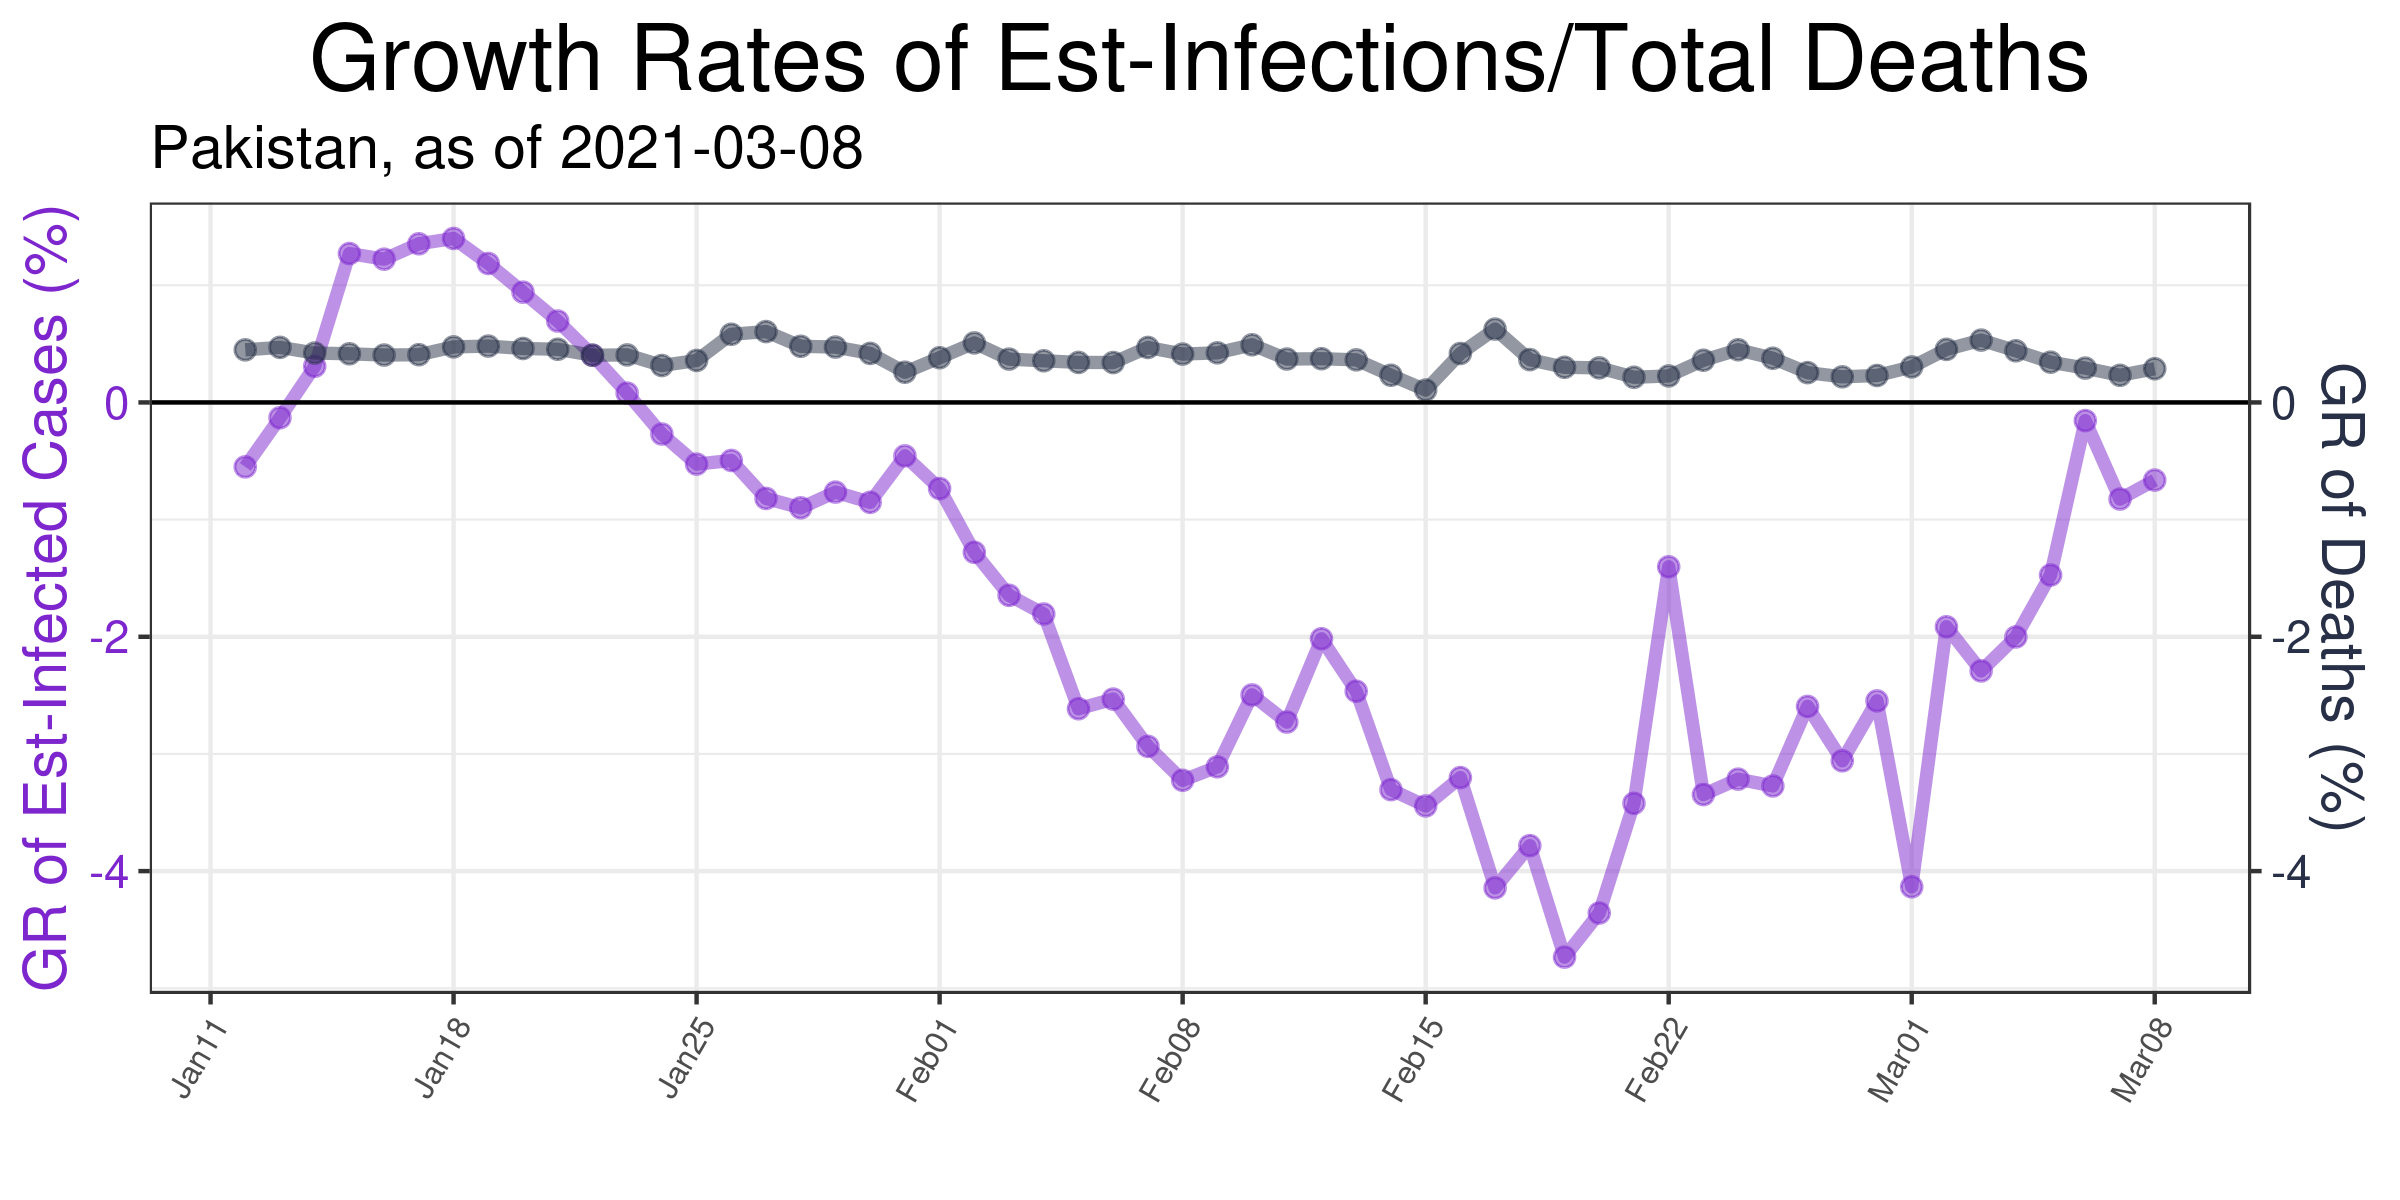 Growth Rates of Est-Infections/Total Deaths
Pakistan, as of 2021-03-08
GR of Est-Infected Cases (%)
0
-2
-4
0
-2
-4
GR of Deaths (%)
Jan11
Jan18
Jan25
Feb01
Feb08
Feb15
Feb22
Mar01
Mar08